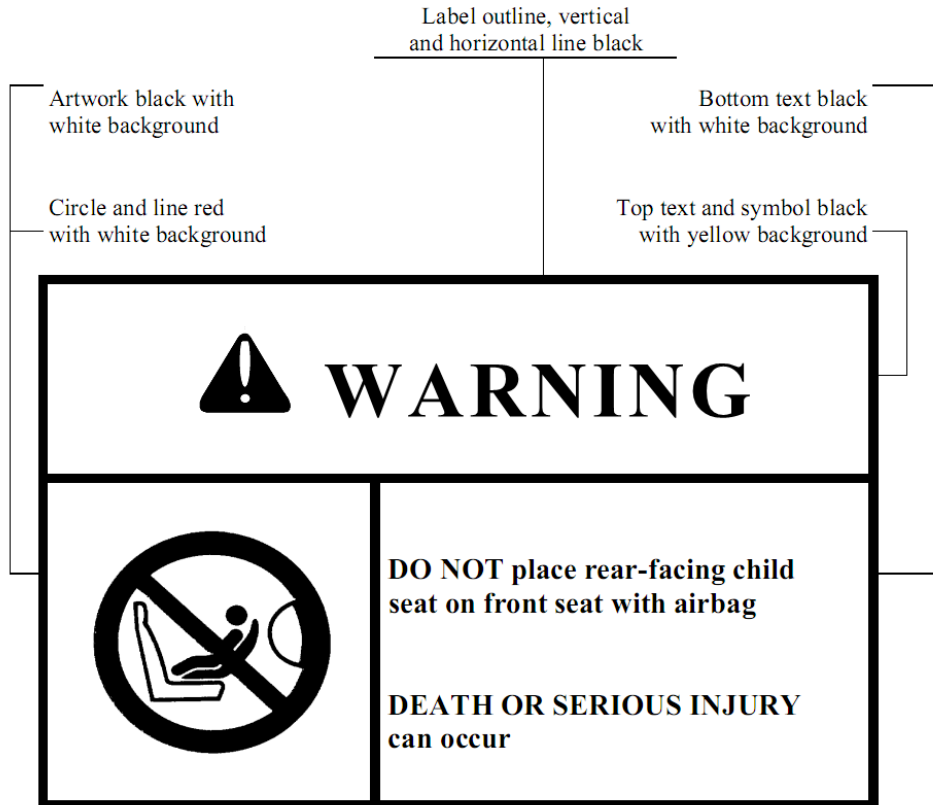 Label outline, vertical
and horizontal line black
Artwork black with
white background
Bottom text black
with white background
Circle and line red
with white background
Top text and symbol black
with yellow background
WARNING
DO NOT place rear-facing child
seat on front seat with airbag
DEATH OR SERIOUS INJURY
can occur